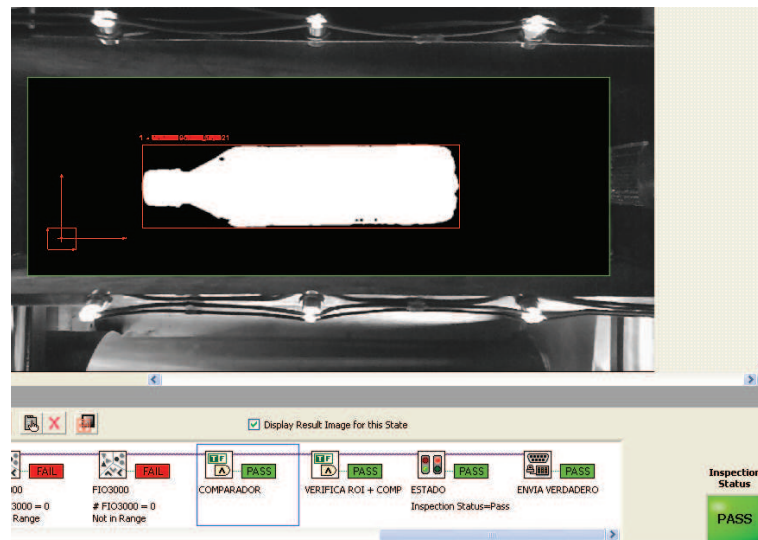 Display Result Image for this State
FAIL FAIL PASS PASS PASS PASS
FIO3000 COMPARADOR VERIFICA ROI + COMP ESTADO ENVIA VERDADERO
3000 = 0 # FIO3000 = 0 Inspection Status=Pass
Range Not in Range
Inspection
Status
PASS